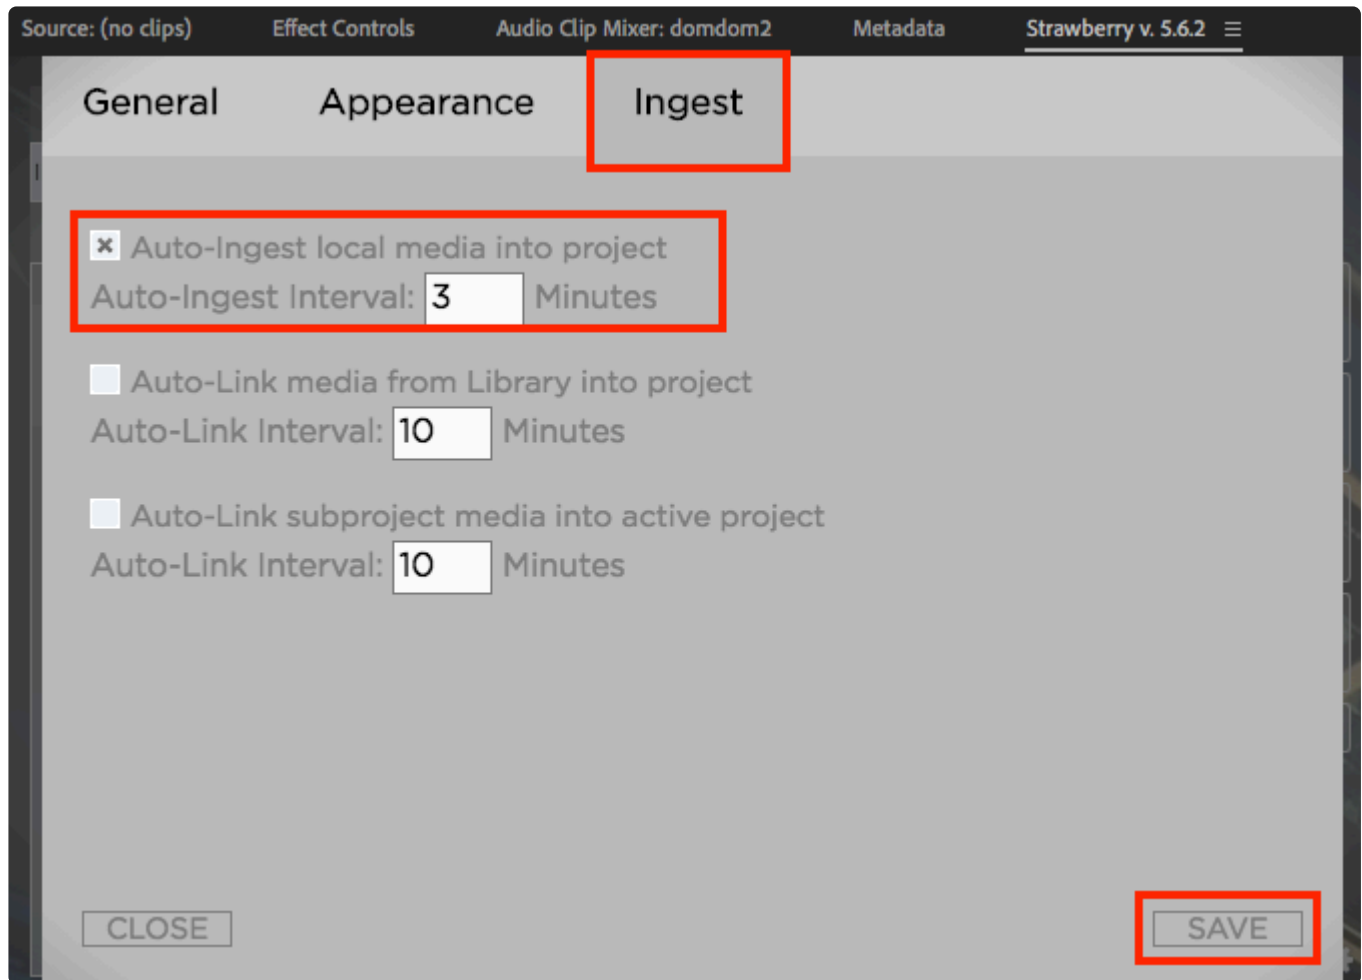 Source: (no clips) Effect Controls Audio Clip Mixer: domdom2 Metadata Strawberry v. 5.6.2
General Appearance Ingest
Auto-Ingest local media into project
Auto-Ingest Interval: 3 Minutes
Auto-Link media from Library into project
Auto-Link Interval: 10 Minutes
Auto-Link subproject media into active project
Auto-Link Interval: 10 Minutes
CLOSE SAVE